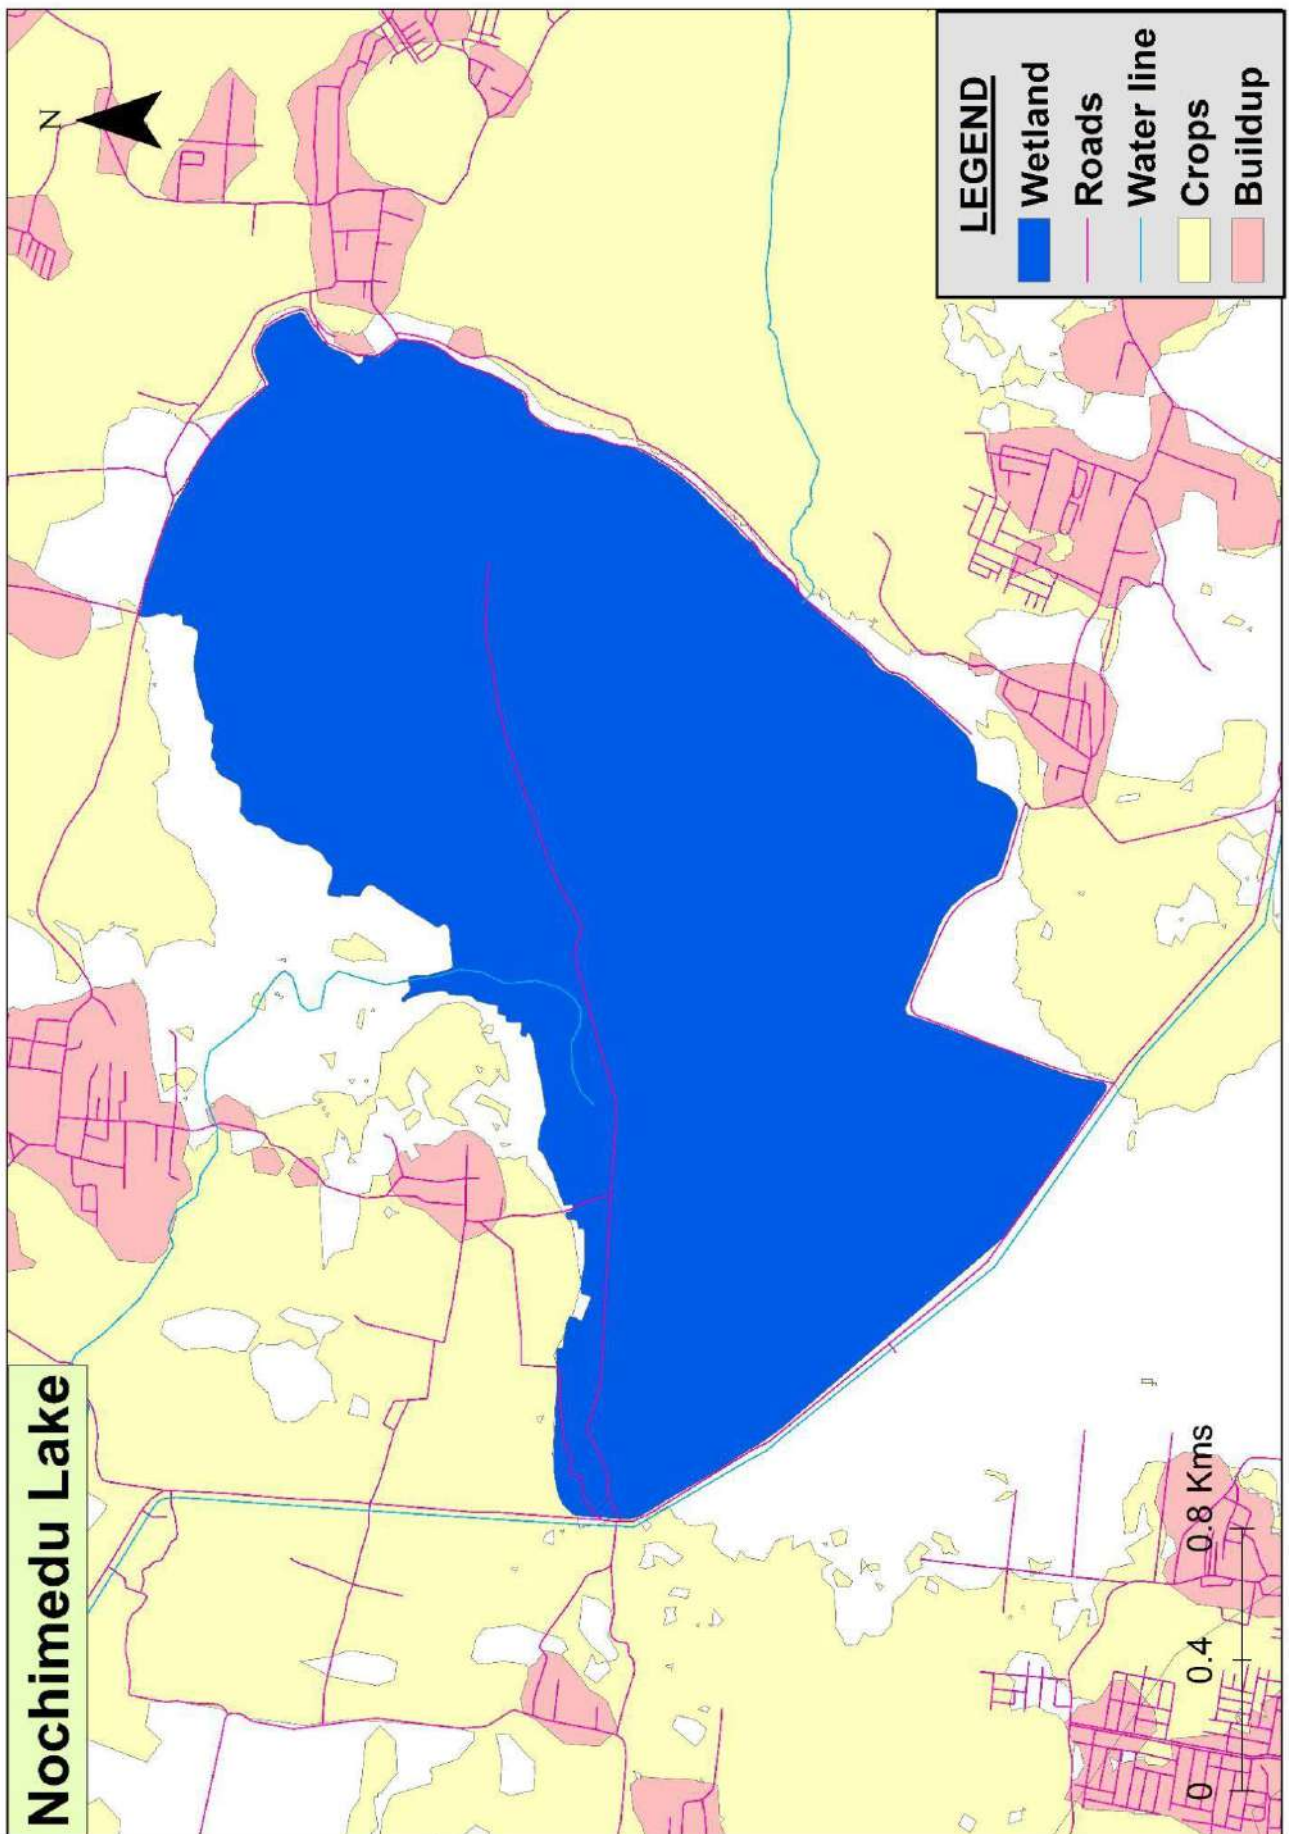 Nochimedu Lake
N
LEGEND
Wetland
Roads
Water line
Crops
Buildup
0 0.4 0.8 Kms